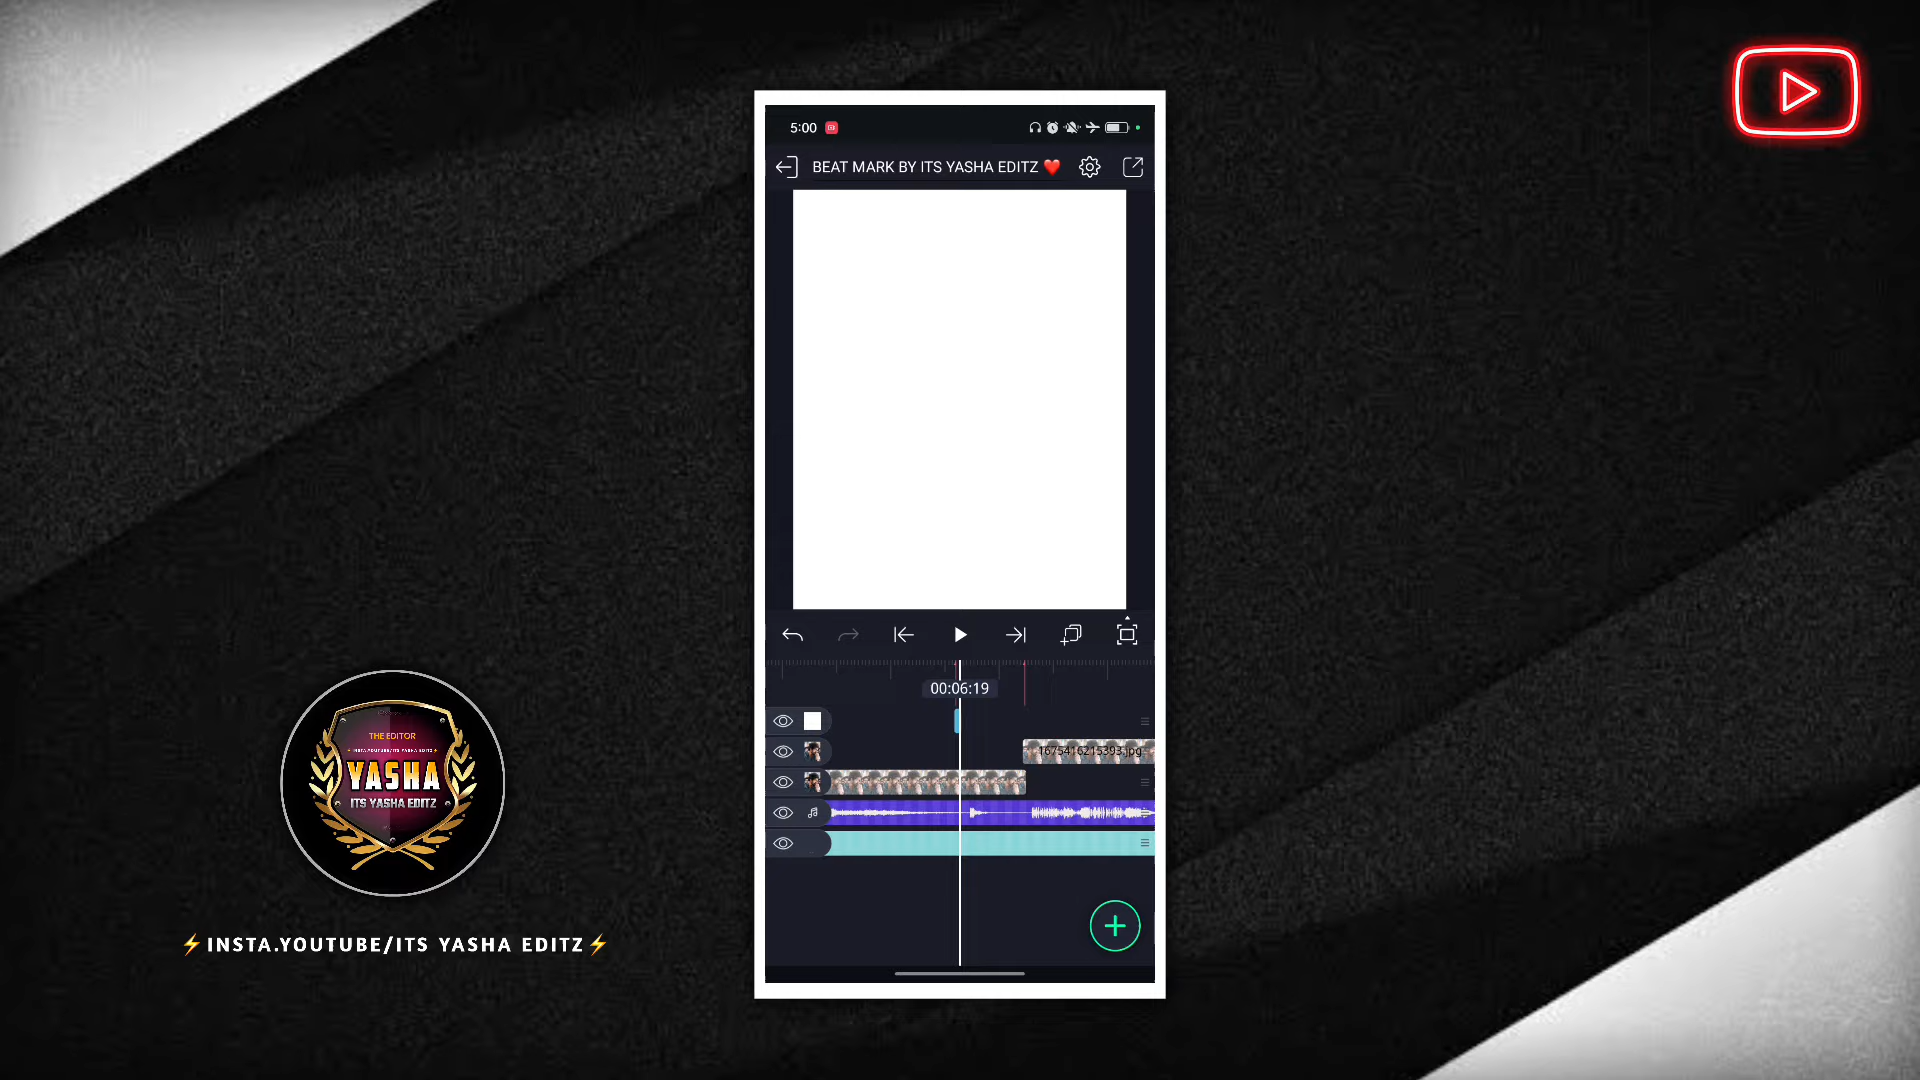 5:00
BEAT MARK BY ITS YASHA EDITZ ❤️
00:06:19
1675416215393.jpg
THE EDITOR
YASHA
ITS YASHA EDITZ
⚡INSTA.YOUTUBE/ITS YASHA EDITZ⚡